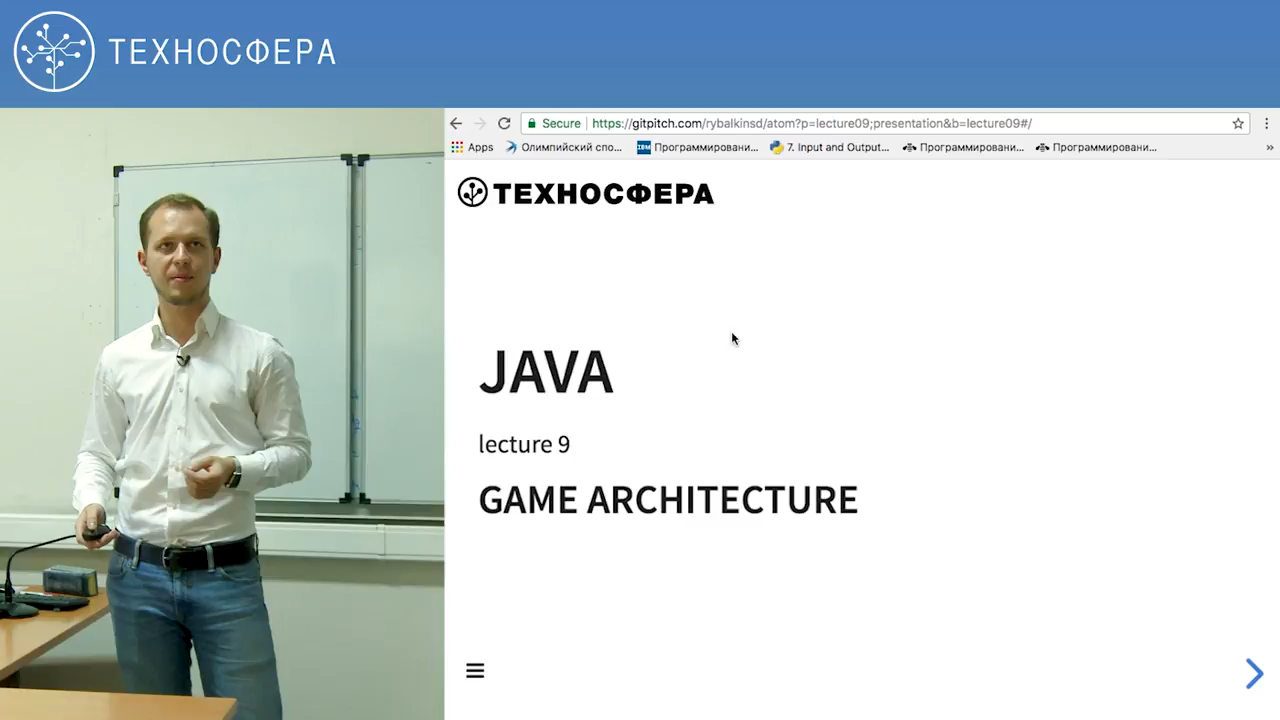 ТЕХНОСФЕРА
Secure https://gitpitch.com/rybalkinsd/atom?p=lecture09;presentation&b=lecture09#/
Apps Олимпийский спо... IBM Программировани... 7. Input and Output... Программировани... Программировани...
ТЕХНОСФЕРА
JAVA
lecture 9
GAME ARCHITECTURE